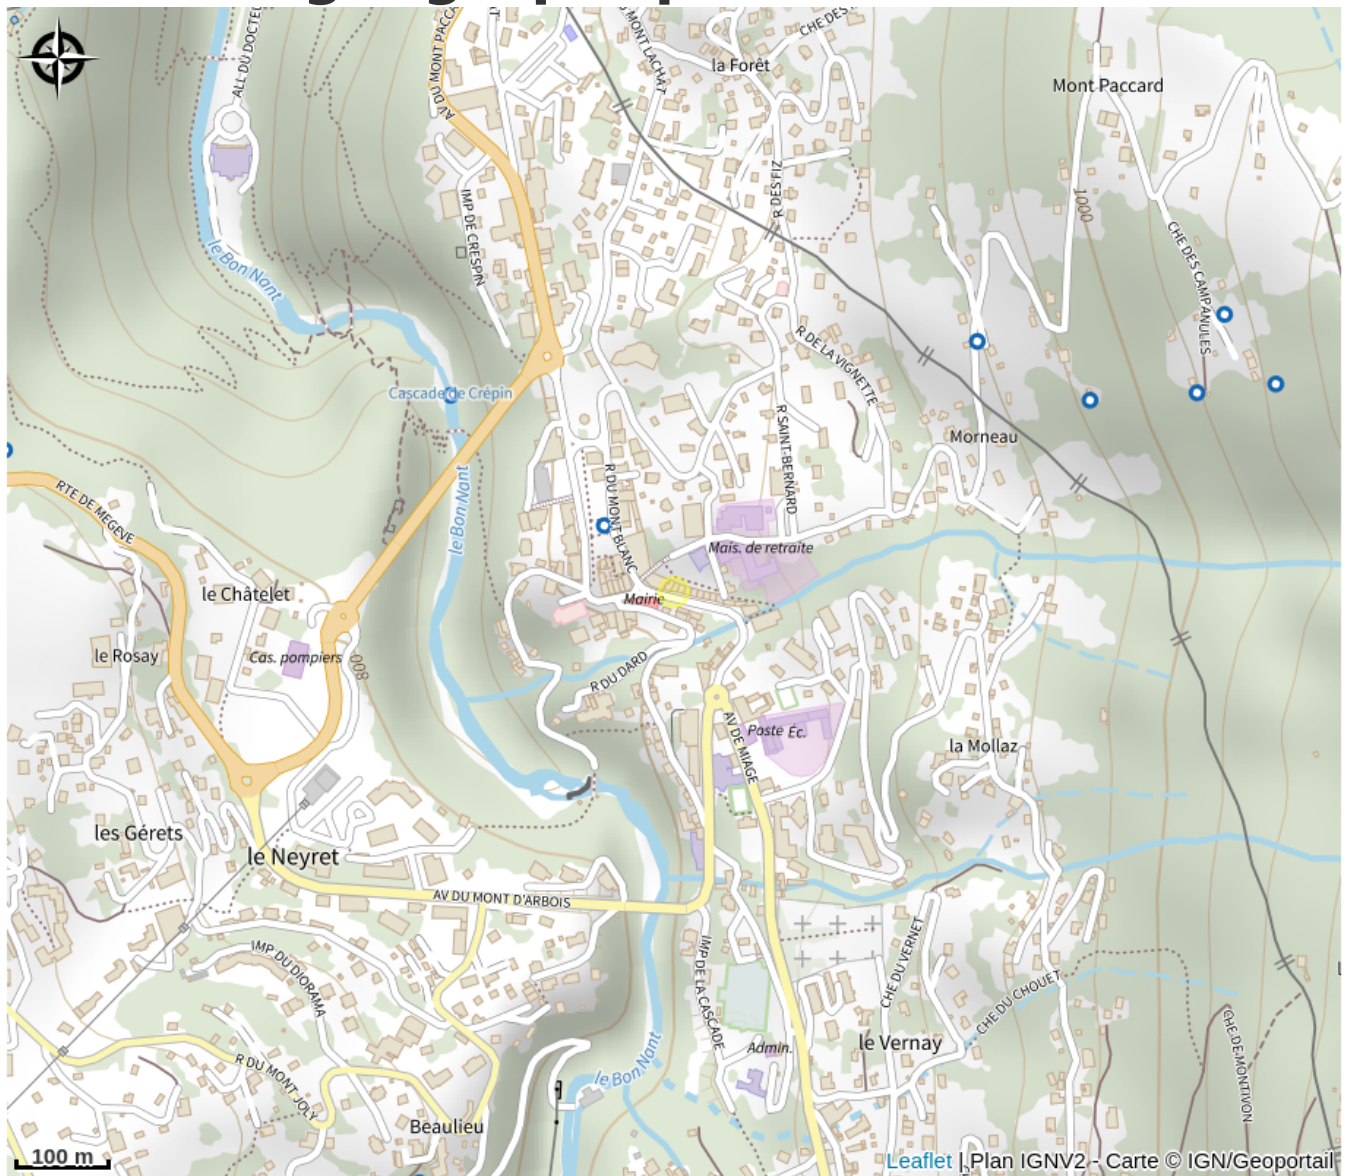 ALL DU DOCTEU
AV DU MONT PACCA
MONT LACHAT
CHE DES
la Forêt
Mont Paccard
R DES FIZ
1000
IMP DE CRESPIN
CHE DES CAMPANULES
le Bon Nant
R DE LA VIGNETTE
Cascade de Crépin
R SAINT-BERNARD
Morneau
RTE DE MEGEVE
le Bon Nant
R DU MONT BLANC
Mais. de retraite
le Châtelet
Mairie
le Rosay
Cas. pompiers
800
R DU DARD
AV DE MIAGE
Poste
Éc.
la Mollaz
les Gérets
le Neyret
AV DU MONT D'ARBOIS
IMP DU DIORAMA
IMP DE LA CASCADE
CHE DU VERNET
CHE DU CHOUET
le Vernay
Admin.
CHE-DE-MONTIVON
R DU MONT JOLY
le Bon Nant
Beaulieu
100 m
Leaflet | Plan IGNV2 - Carte © IGN/Geoportail